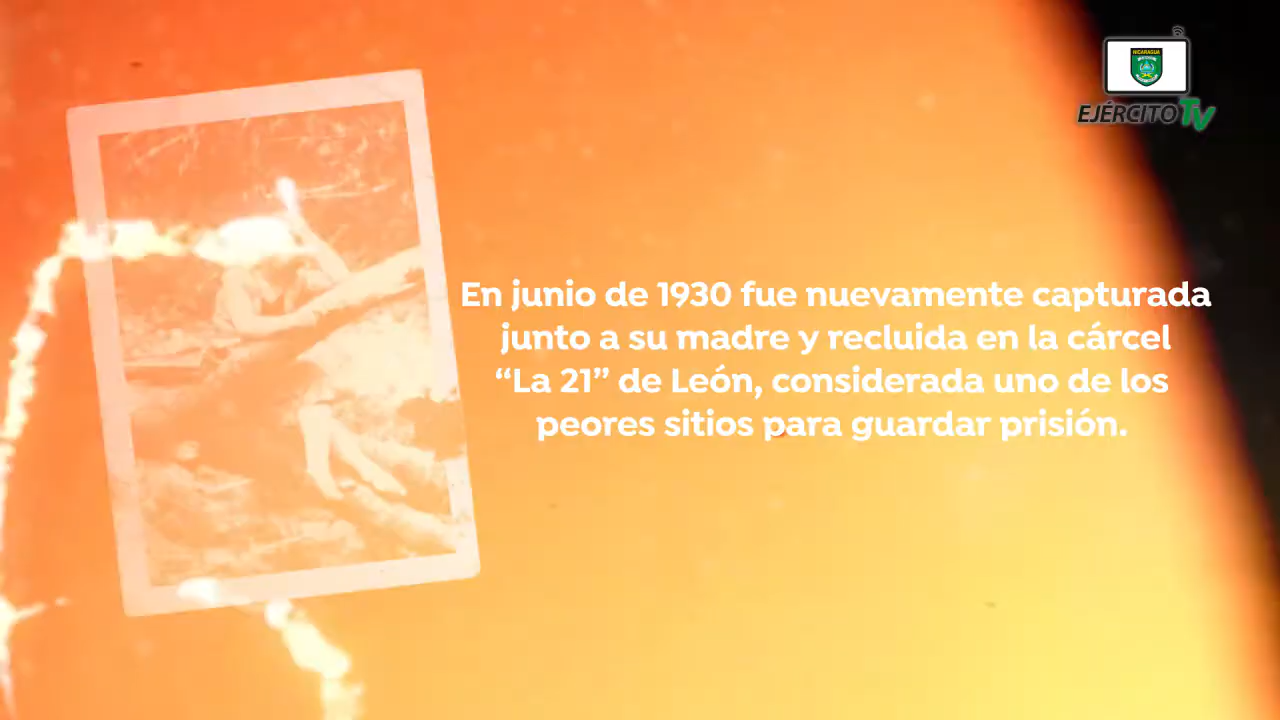 NICARAGUA
EJÉRCITO TV
En junio de 1930 fue nuevamente capturada
junto a su madre y recluida en la cárcel
“La 21” de León, considerada uno de los
peores sitios para guardar prisión.